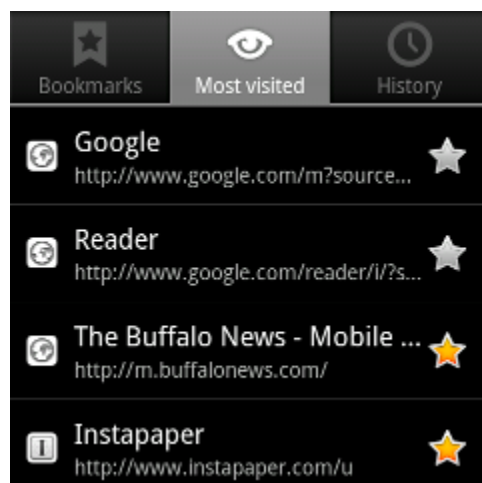 Bookmarks
Most visited
History
Google
http://www.google.com/m?source...
Reader
http://www.google.com/reader/i/?s...
The Buffalo News - Mobile ...
http://m.buffalonews.com/
Instapaper
http://www.instapaper.com/u